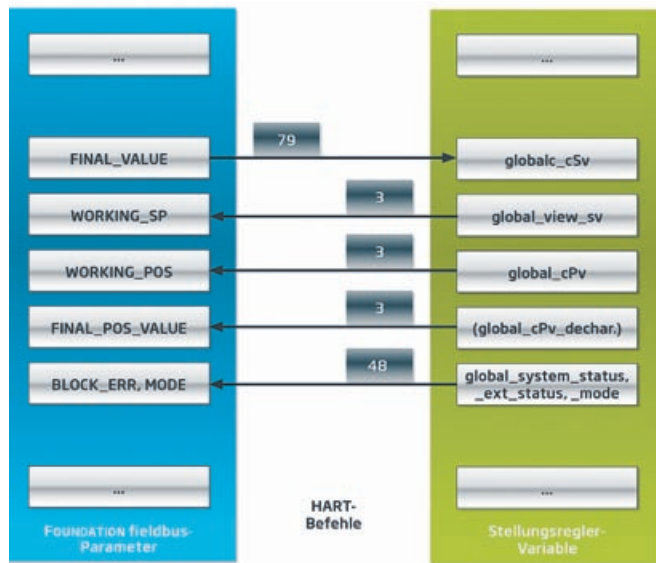 ...
...
79
FINAL_VALUE
globalc_cSv
3
WORKING_SP
global_view_sv
3
WORKING_POS
global_cPv
3
FINAL_POS_VALUE
(global_cPv_dechar.)
48
BLOCK_ERR, MODE
global_system_status,
_ext_status, _mode
...
...
HART-
Befehle
FOUNDATION fieldbus-
Parameter
Stellungsregler-
Variable